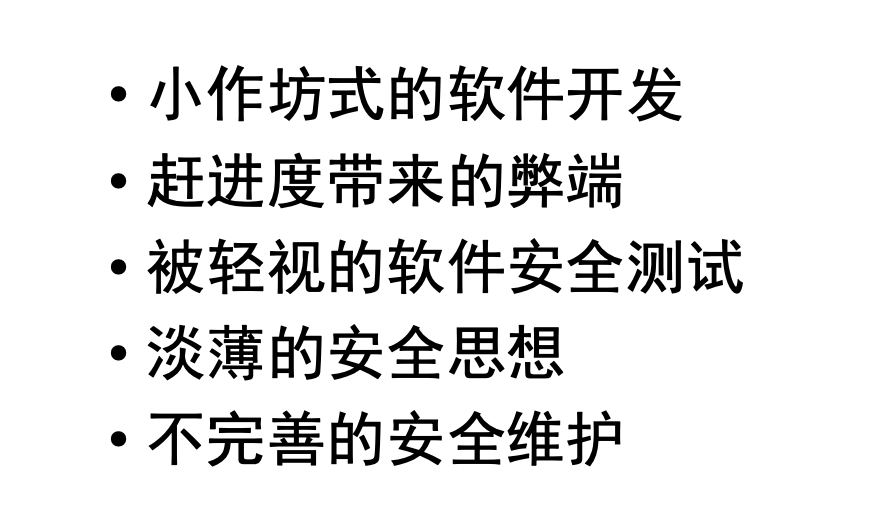 • 小作坊式的软件开发
• 赶进度带来的弊端
• 被轻视的软件安全测试
• 淡薄的安全思想
• 不完善的安全维护